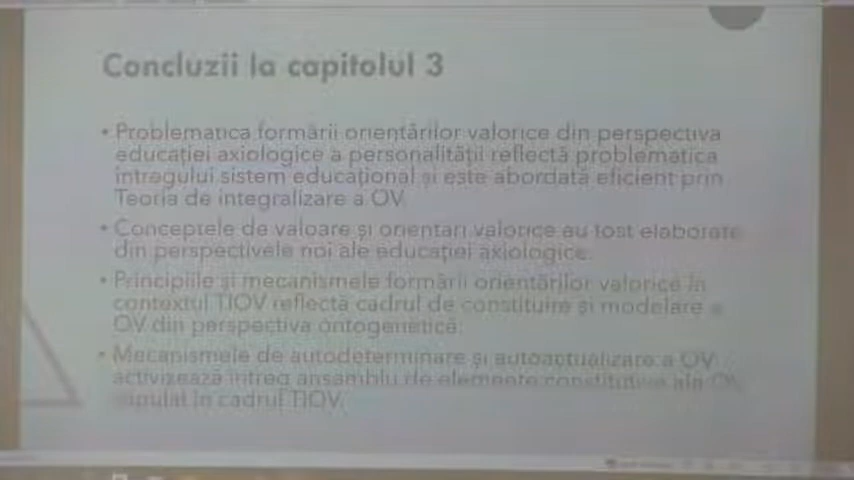 Concluzii la capitolul 3
• Problematica formării orientărilor valorice din perspectiva
educației axiologice a personalității reflectă problematica
întregului sistem educațional și este abordată eficient prin
Teoria de integralizare a OV.
• Conceptele de valoare și orientări valorice au fost elaborate
din perspectivele noi ale educației axiologice.
• Principiile și mecanismele formării orientărilor valorice în
contextul TIOV reflectă cadrul de constituire și modelare a
OV din perspectiva ontogenetică.
• Mecanismele de autodeterminare și autoactualizare a OV
activizează întreg ansamblu de elemente constitutive ale OV
în cadrul TIOV.